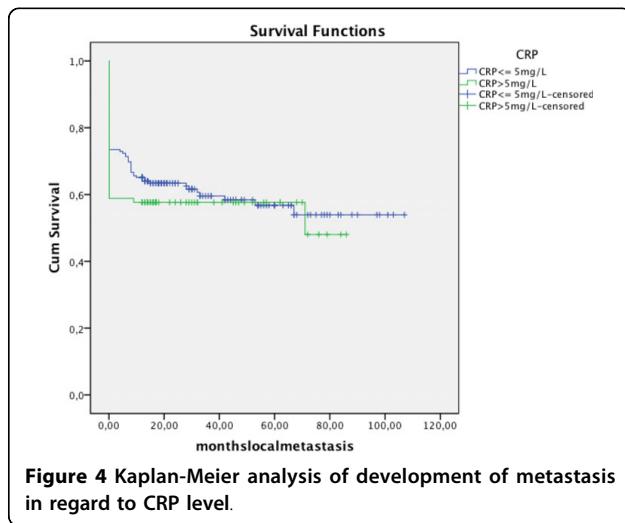 Survival Functions
CRP
CRP<= 5mg/L
CRP>5mg/L
CRP<= 5mg/L-censored
CRP>5mg/L-censored
Cum Survival
1,0
0,8
0,6
0,4
0,2
0,0
0,00 20,00 40,00 60,00 80,00 100,00 120,00
monthslocalmetastasis
Figure 4 Kaplan-Meier analysis of development of metastasis
in regard to CRP level.